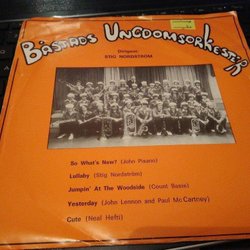 BÅSTADS UNGDOMSORKESTER
Dirigent:
STIG NORDSTRÖM
So What's New? (John Pisano)
Lullaby (Stig Nordström)
Jumpin' At The Woodside (Count Basie)
Yesterday (John Lennon and Paul McCartney)
Cute (Neal Hefti)